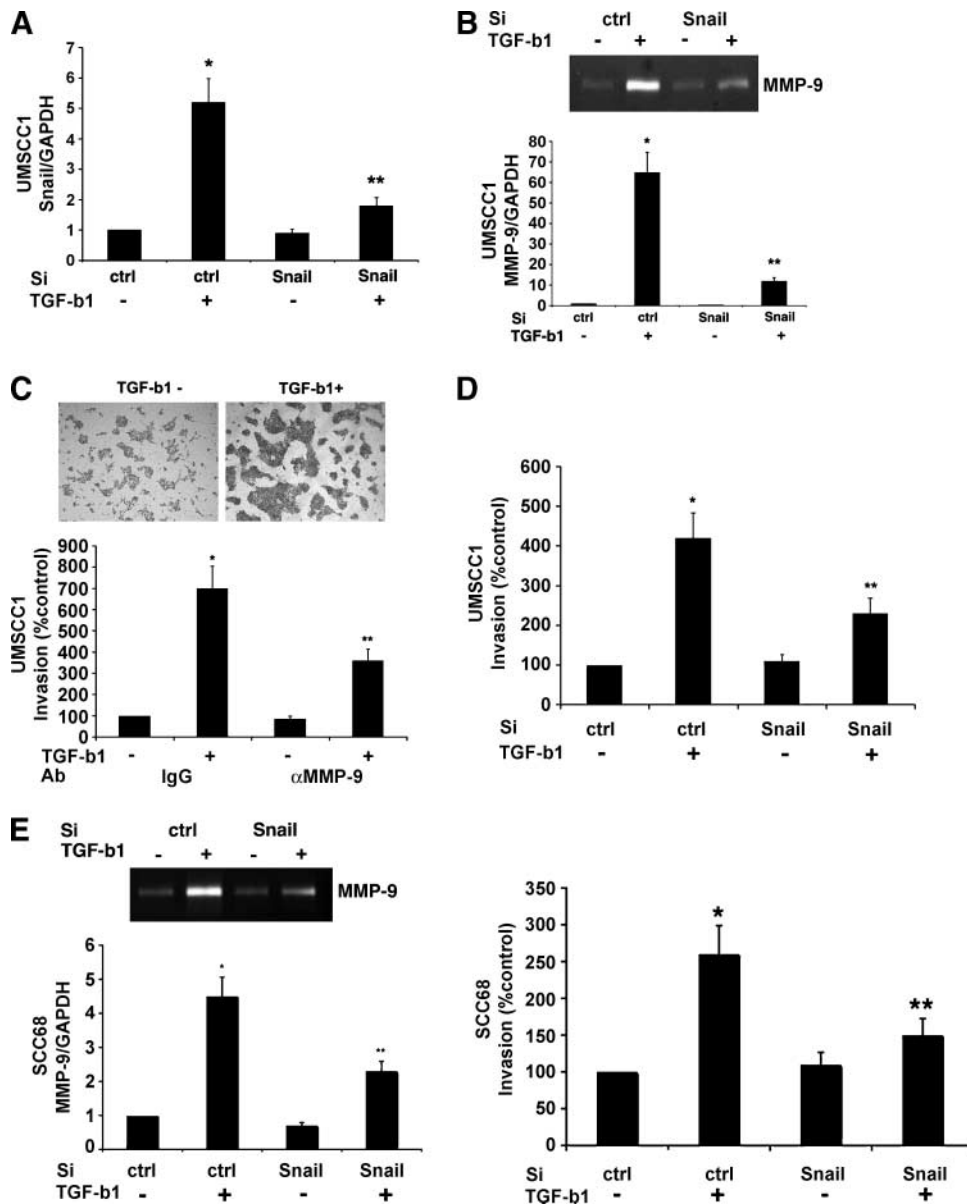 A
UMSCC1
Snail/GAPDH
7
6
5
4
3
2
1
0
*
**
Si ctrl ctrl Snail Snail
TGF-b1 - + - +
B
Si ctrl Snail
TGF-b1 - + - +
MMP-9
UMSCC1
MMP-9/GAPDH
80
70
60
50
40
30
20
10
0
*
**
Si ctrl ctrl Snail Snail
TGF-b1 - + - +
C
TGF-b1 - TGF-b1+
UMSCC1
Invasion (%control)
900
800
700
600
500
400
300
200
100
0
*
**
TGF-b1 - + - +
Ab IgG αMMP-9
D
UMSCC1
Invasion (%control)
600
500
400
300
200
100
0
*
**
Si ctrl ctrl Snail Snail
TGF-b1 - + - +
E
Si ctrl Snail
TGF-b1 - + - +
MMP-9
SCC68
MMP-9/GAPDH
6
5
4
3
2
1
0
*
**
Si ctrl ctrl Snail Snail
TGF-b1 - + - +
SCC68
Invasion (%control)
350
300
250
200
150
100
50
0
*
**
Si ctrl ctrl Snail Snail
TGF-b1 - + - +